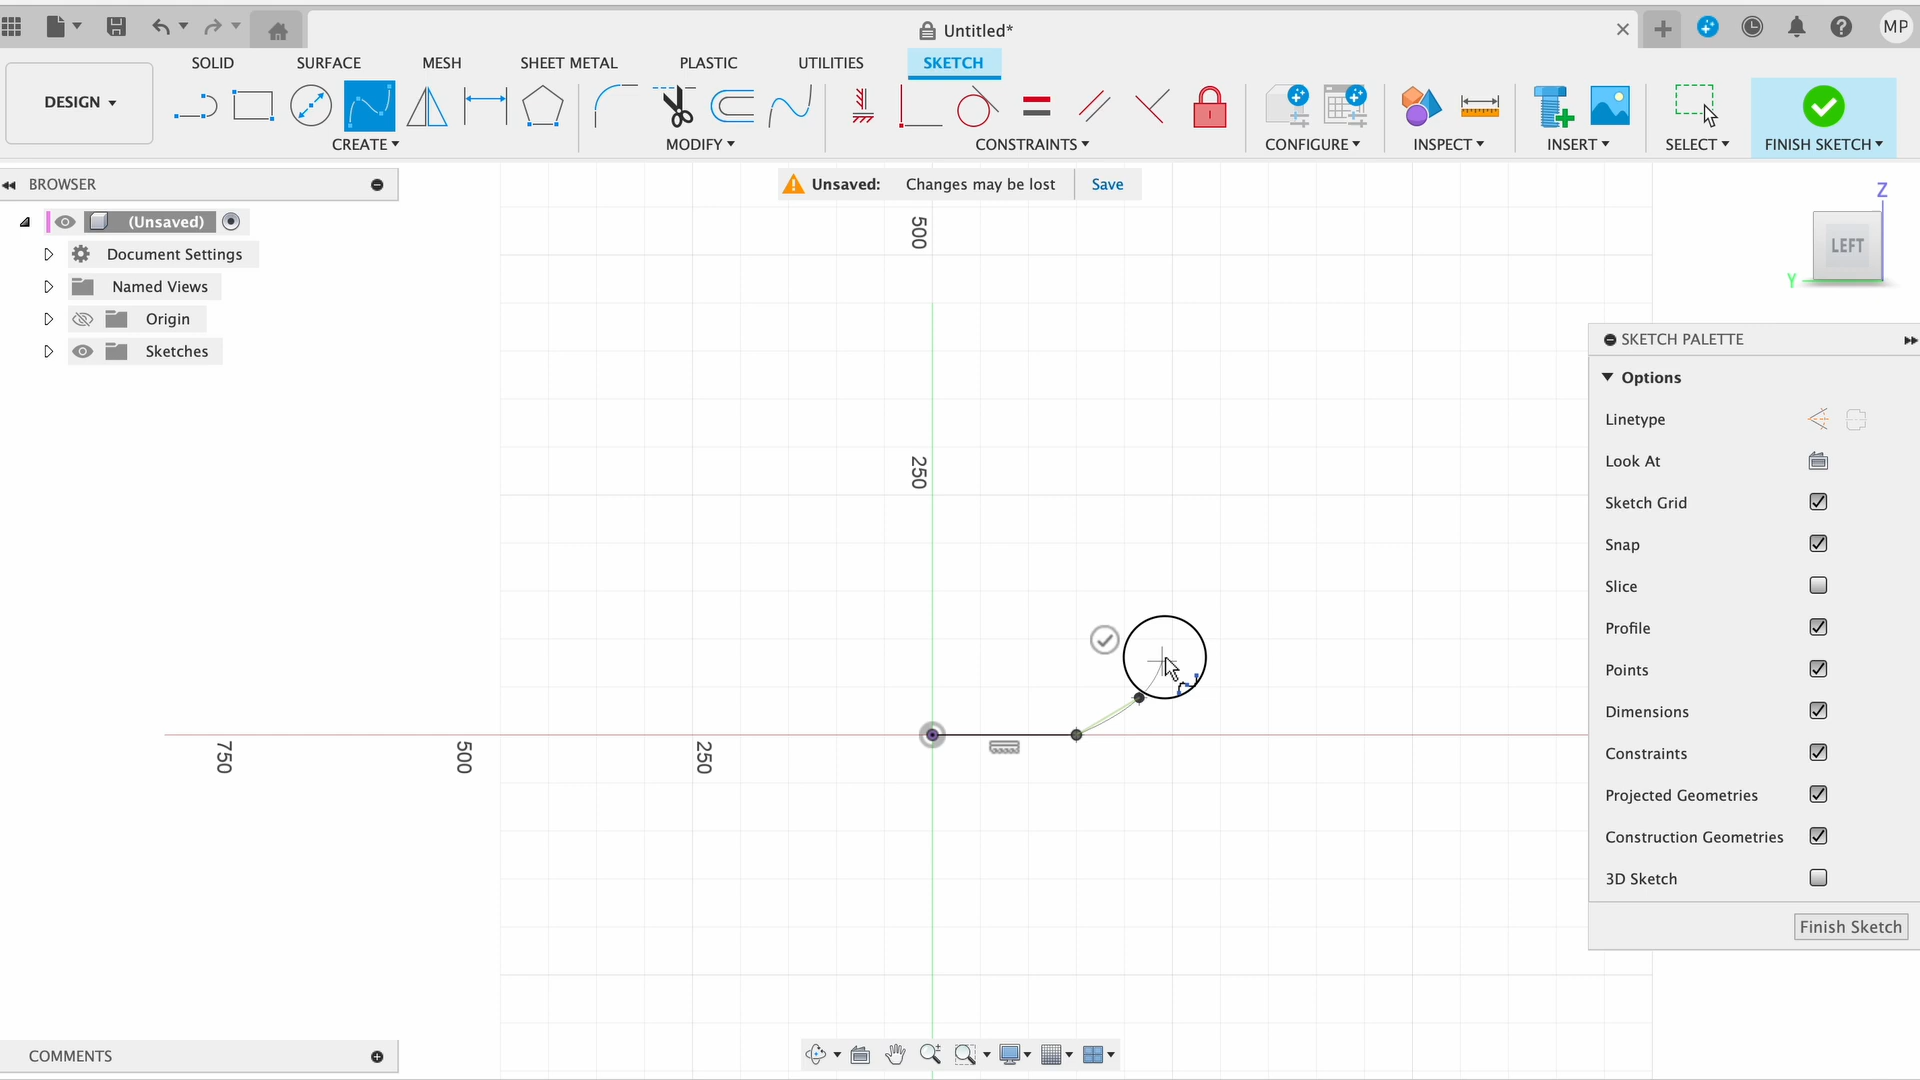 Untitled*
MP
SOLID
SURFACE
MESH
SHEET METAL
PLASTIC
UTILITIES
SKETCH
DESIGN
CREATE
MODIFY
CONSTRAINTS
CONFIGURE
INSPECT
INSERT
SELECT
FINISH SKETCH
BROWSER
Unsaved: Changes may be lost Save
(Unsaved)
Document Settings
Named Views
Origin
Sketches
500
250
750
500
250
Z
LEFT
Y
SKETCH PALETTE
Options
Linetype
Look At
Sketch Grid
Snap
Slice
Profile
Points
Dimensions
Constraints
Projected Geometries
Construction Geometries
3D Sketch
Finish Sketch
COMMENTS